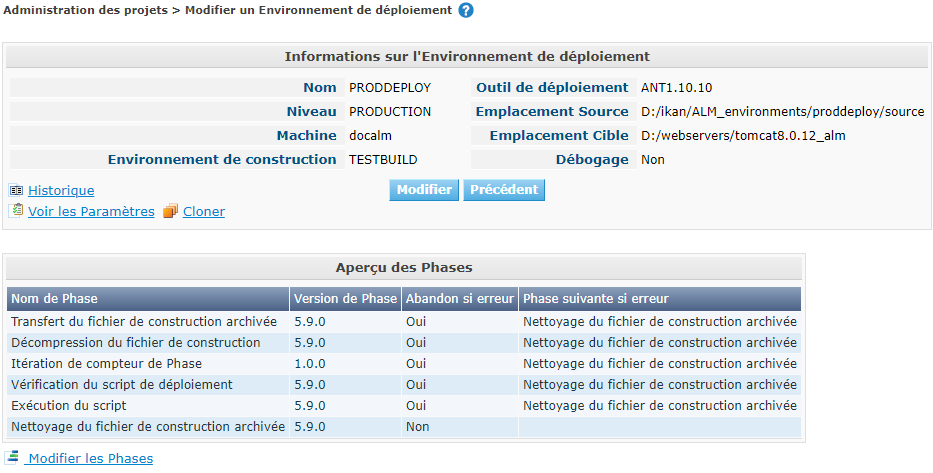 Administration des projets > Modifier un Environnement de déploiement ?
Informations sur l'Environnement de déploiement
Nom PRODDEPLOY Outil de déploiement ANT1.10.10
Niveau PRODUCTION Emplacement Source D:/ikan/ALM_environments/proddeploy/source
Machine docalm Emplacement Cible D:/webservers/tomcat8.0.12_alm
Environnement de construction TESTBUILD Débogage Non
Historique Modifier Précédent
Voir les Paramètres Cloner
Aperçu des Phases
Nom de Phase Version de Phase Abandon si erreur Phase suivante si erreur
Transfert du fichier de construction archivée 5.9.0 Oui Nettoyage du fichier de construction archivée
Décompression du fichier de construction 5.9.0 Oui Nettoyage du fichier de construction archivée
Itération de compteur de Phase 1.0.0 Oui Nettoyage du fichier de construction archivée
Vérification du script de déploiement 5.9.0 Oui Nettoyage du fichier de construction archivée
Exécution du script 5.9.0 Oui Nettoyage du fichier de construction archivée
Nettoyage du fichier de construction archivée 5.9.0 Non
Modifier les Phases